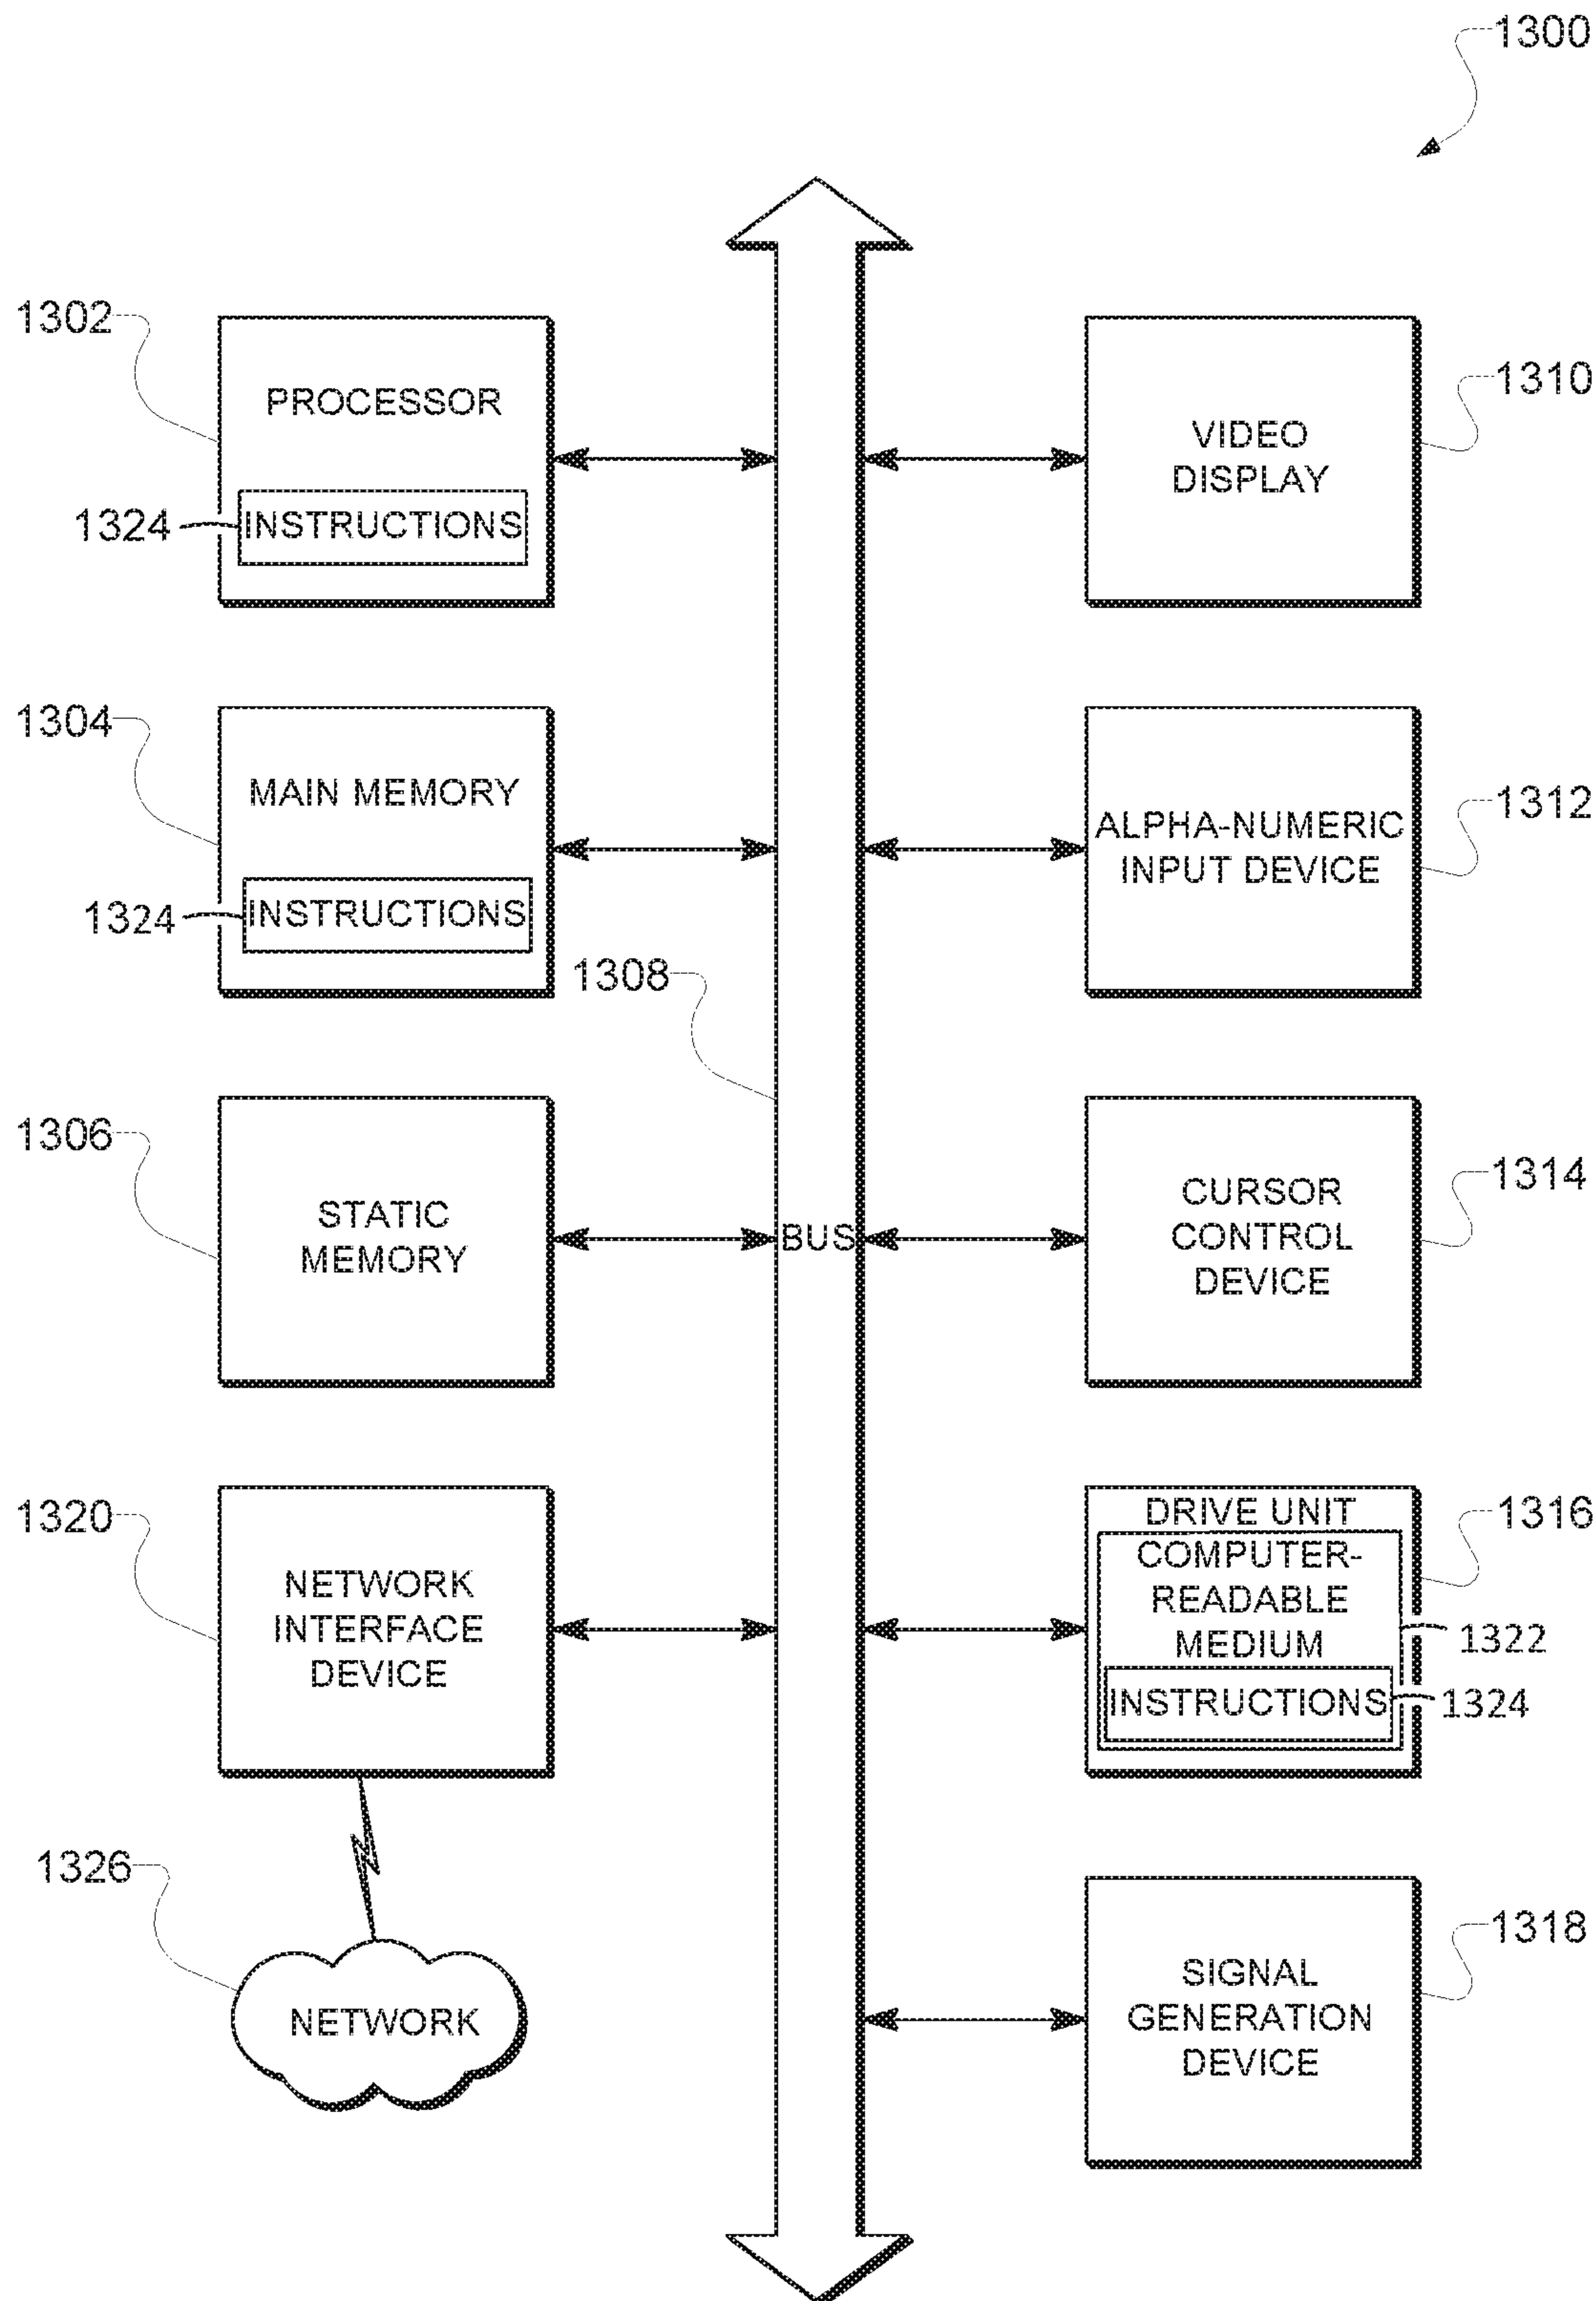 1300
1302
PROCESSOR
1324
INSTRUCTIONS
1310
VIDEO
DISPLAY
1304
MAIN MEMORY
1324
INSTRUCTIONS
1312
ALPHA-NUMERIC
INPUT DEVICE
1308
1306
STATIC
MEMORY
BUS
1314
CURSOR
CONTROL
DEVICE
1320
NETWORK
INTERFACE
DEVICE
1316
DRIVE UNIT
COMPUTER-
READABLE
MEDIUM
1322
INSTRUCTIONS
1324
1326
NETWORK
1318
SIGNAL
GENERATION
DEVICE